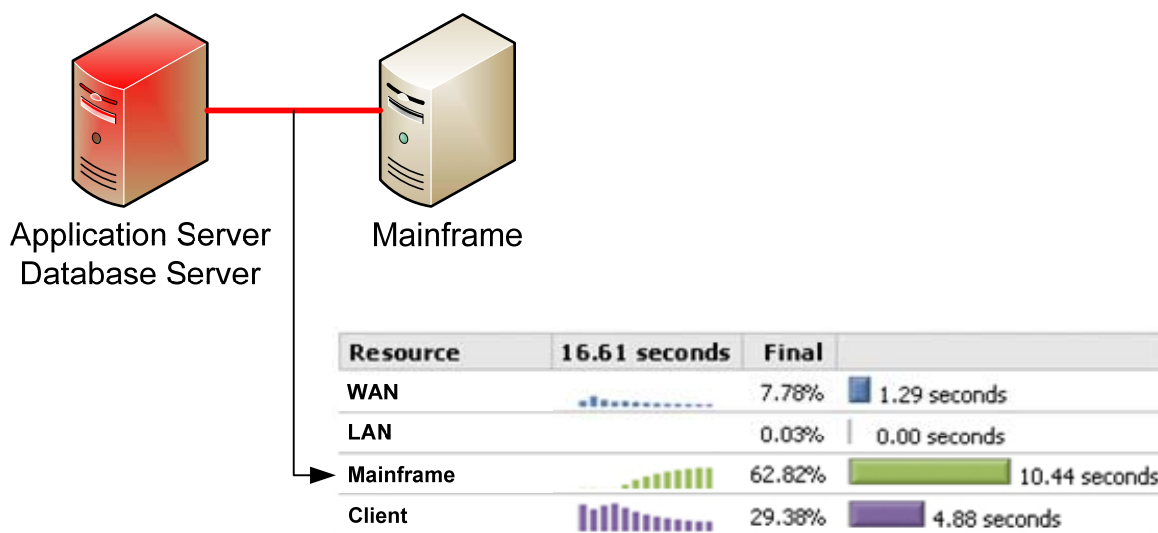 Application Server
Database Server
Mainframe
Resource 16.61 seconds Final
WAN 7.78% 1.29 seconds
LAN 0.03% 0.00 seconds
Mainframe 62.82% 10.44 seconds
Client 29.38% 4.88 seconds